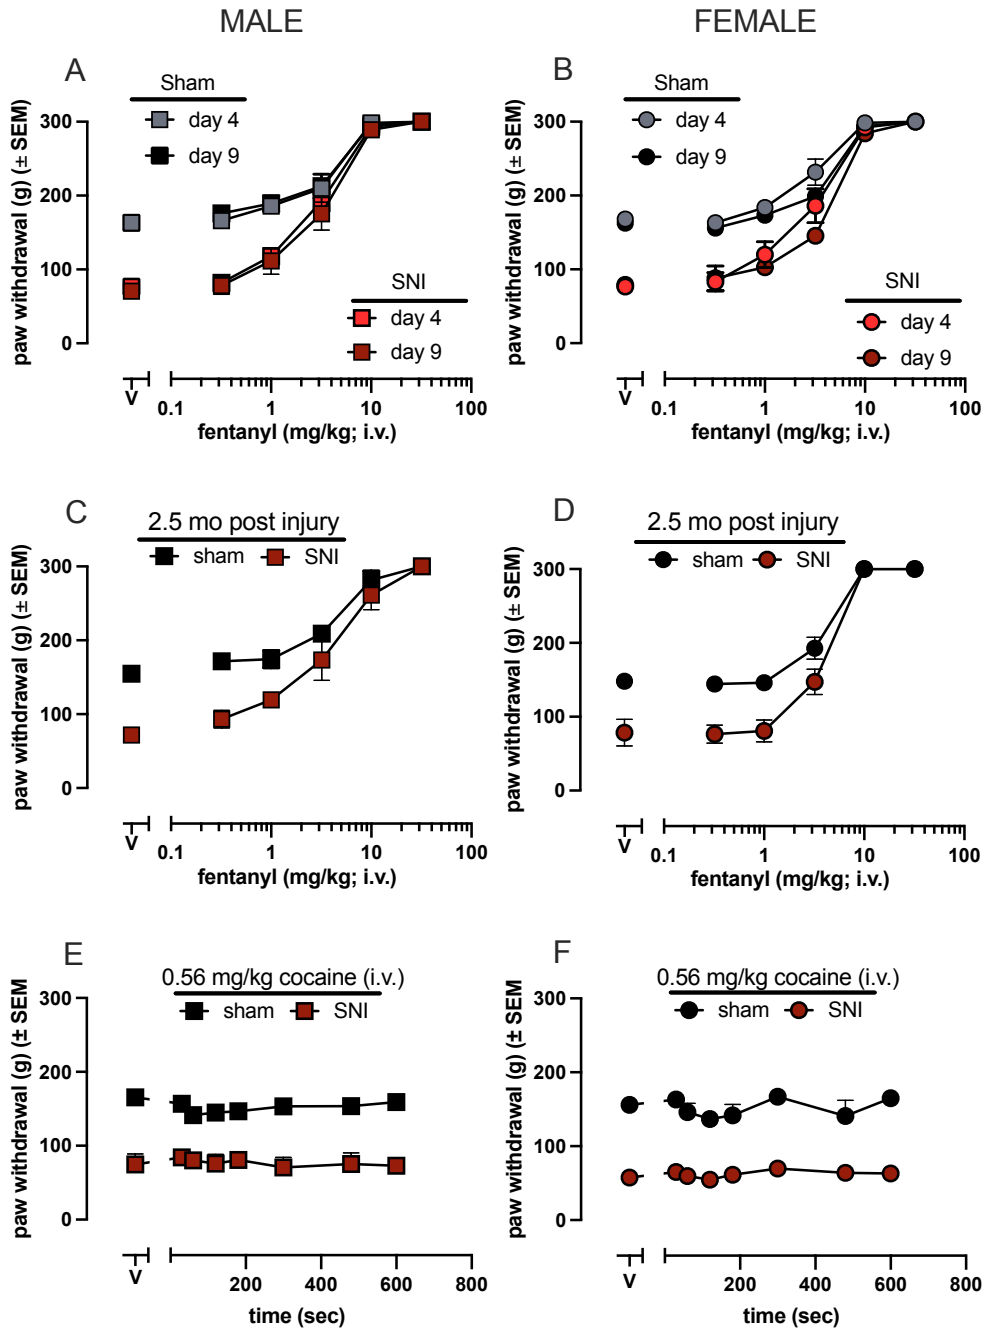 MALE
FEMALE
A
Sham
day 4
day 9
300
200
100
0
paw withdrawal (g) (± SEM)
SNI
day 4
day 9
V
0.1
1
10
100
fentanyl (mg/kg; i.v.)
B
Sham
day 4
day 9
300
200
100
0
paw withdrawal (g) (± SEM)
SNI
day 4
day 9
V
0.1
1
10
100
fentanyl (mg/kg; i.v.)
C
2.5 mo post injury
sham
SNI
300
200
100
0
paw withdrawal (g) (± SEM)
V
0.1
1
10
100
fentanyl (mg/kg; i.v.)
D
2.5 mo post injury
sham
SNI
300
200
100
0
paw withdrawal (g) (± SEM)
V
0.1
1
10
100
fentanyl (mg/kg; i.v.)
E
0.56 mg/kg cocaine (i.v.)
sham
SNI
300
200
100
0
paw withdrawal (g) (± SEM
V
200
400
600
800
time (sec)
F
0.56 mg/kg cocaine (i.v.)
sham
SNI
300
200
100
0
paw withdrawal (g) (± SEM
V
200
400
600
800
time (sec)